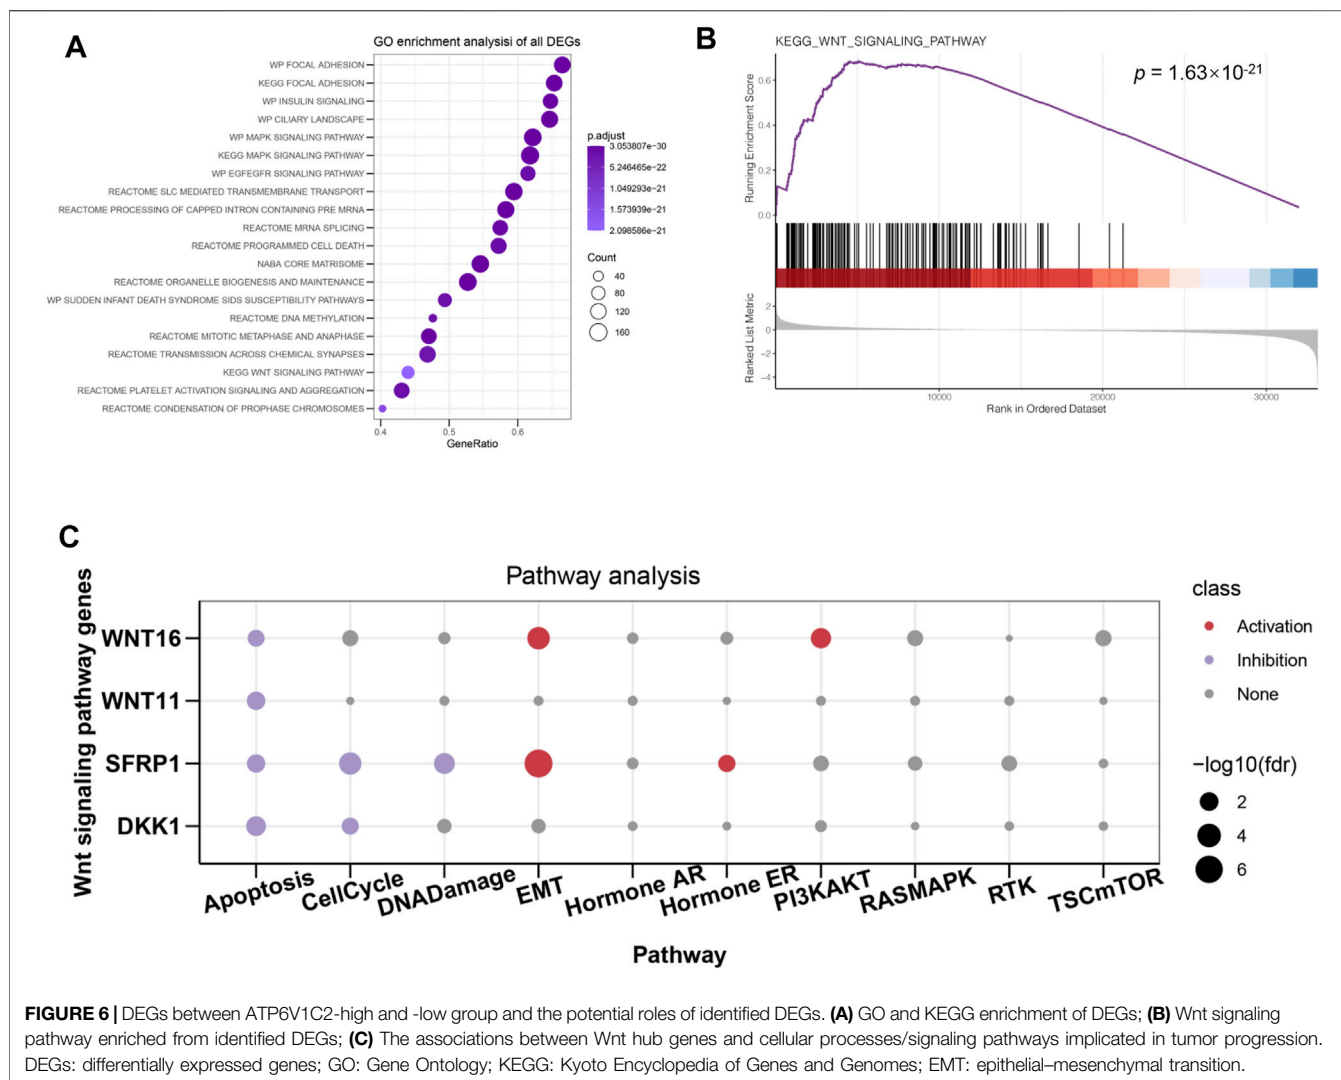 A
GO enrichment analysisi of all DEGs
WP FOCAL ADHESION
KEGG FOCAL ADHESION
WP INSULIN SIGNALING
WP CILIARY LANDSCAPE
WP MAPK SIGNALING PATHWAY
KEGG MAPK SIGNALING PATHWAY
WP EGFEGFR SIGNALING PATHWAY
REACTOME SLC MEDIATED TRANSMEMBRANE TRANSPORT
REACTOME PROCESSING OF CAPPED INTRON CONTAINING PRE MRNA
REACTOME MRNA SPLICING
REACTOME PROGRAMMED CELL DEATH
NABA CORE MATRISOME
REACTOME ORGANELLE BIOGENESIS AND MAINTENANCE
WP SUDDEN INFANT DEATH SYNDROME SIDS SUSCEPTIBILITY PATHWAYS
REACTOME DNA METHYLATION
REACTOME MITOTIC METAPHASE AND ANAPHASE
REACTOME TRANSMISSION ACROSS CHEMICAL SYNAPSES
KEGG WNT SIGNALING PATHWAY
REACTOME PLATELET ACTIVATION SIGNALING AND AGGREGATION
REACTOME CONDENSATION OF PROPHASE CHROMOSOMES
0.4 0.5 0.6
GeneRatio
p.adjust
3.053807e-30
5.246465e-22
1.049293e-21
1.573939e-21
2.098586e-21
Count
40
80
120
160
B
KEGG_WNT_SIGNALING_PATHWAY
p = 1.63×10-21
Running Enrichment Score
0.6
0.4
0.2
0.0
Ranked List Metric
2
0
−2
−4
10000 20000 30000
Rank in Ordered Dataset
C
Pathway analysis
Wnt signaling pathway genes
WNT16
WNT11
SFRP1
DKK1
Apoptosis CellCycle DNADamage EMT Hormone AR Hormone ER PI3KAKT RASMAPK RTK TSCmTOR
Pathway
class
Activation
Inhibition
None
−log10(fdr)
2
4
6
FIGURE 6 | DEGs between ATP6V1C2-high and -low group and the potential roles of identified DEGs. (A) GO and KEGG enrichment of DEGs; (B) Wnt signaling
pathway enriched from identified DEGs; (C) The associations between Wnt hub genes and cellular processes/signaling pathways implicated in tumor progression.
DEGs: differentially expressed genes; GO: Gene Ontology; KEGG: Kyoto Encyclopedia of Genes and Genomes; EMT: epithelial–mesenchymal transition.